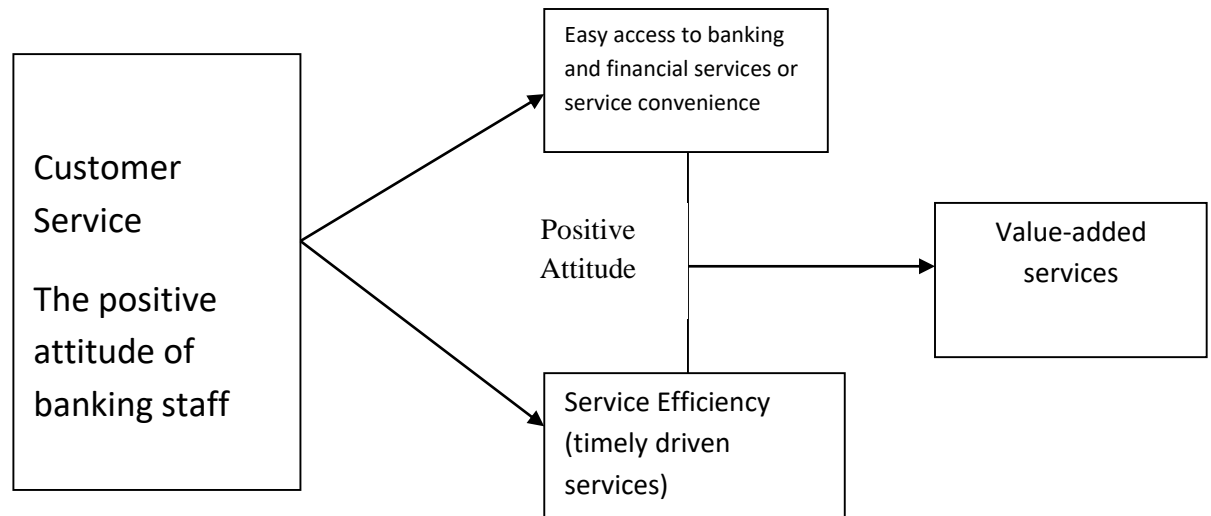 Customer
Service
The positive
attitude of
banking staff
Easy access to banking
and financial services or
service convenience
Positive
Attitude
Service Efficiency
(timely driven
services)
Value-added
services